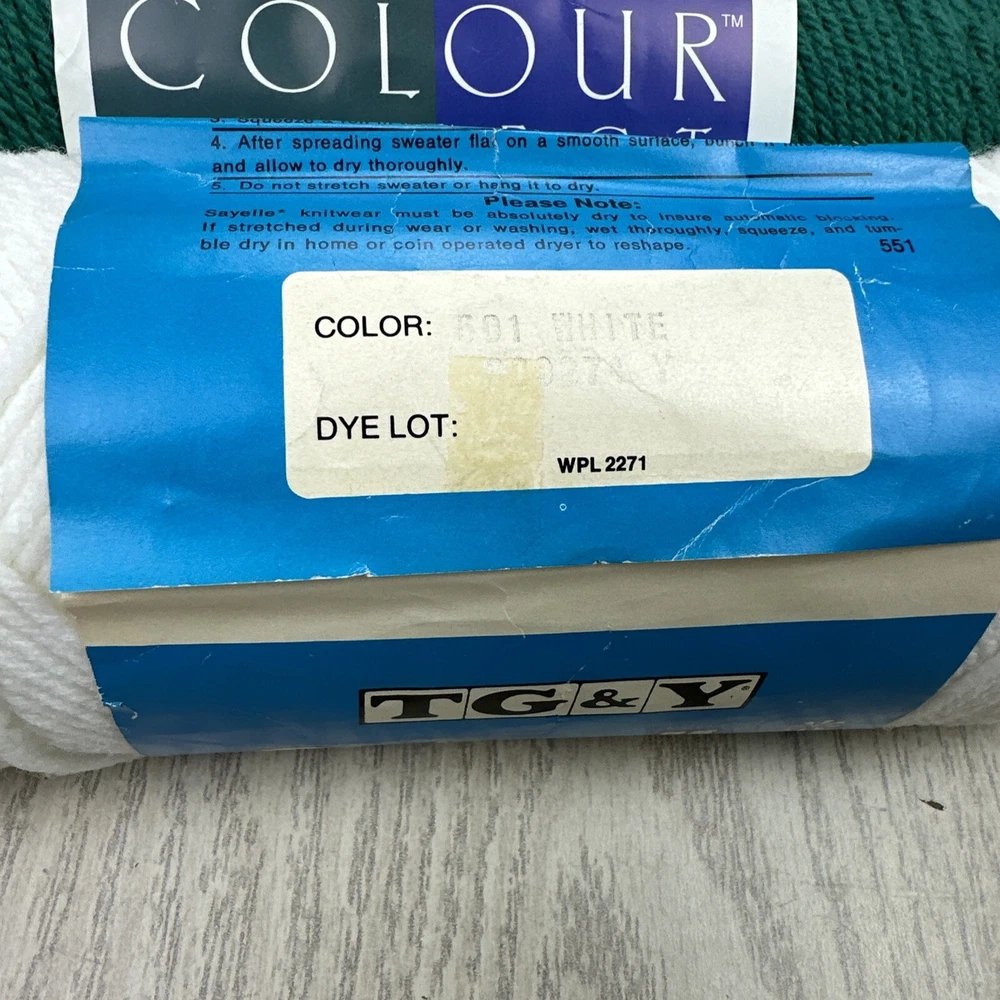 COLOUR™
4. After spreading sweater flat on a smooth surface,
and allow to dry thoroughly.
5. Do not stretch sweater or hang it to dry.
Please Note:
Sayelle* knitwear must be absolutely dry to insure automatic blocking.
If stretched during wear or washing, wet thoroughly, squeeze, and tum-
ble dry in home or coin operated dryer to reshape.
551
COLOR: 601 WHITE
DYE LOT:
WPL 2271
TG&Y®